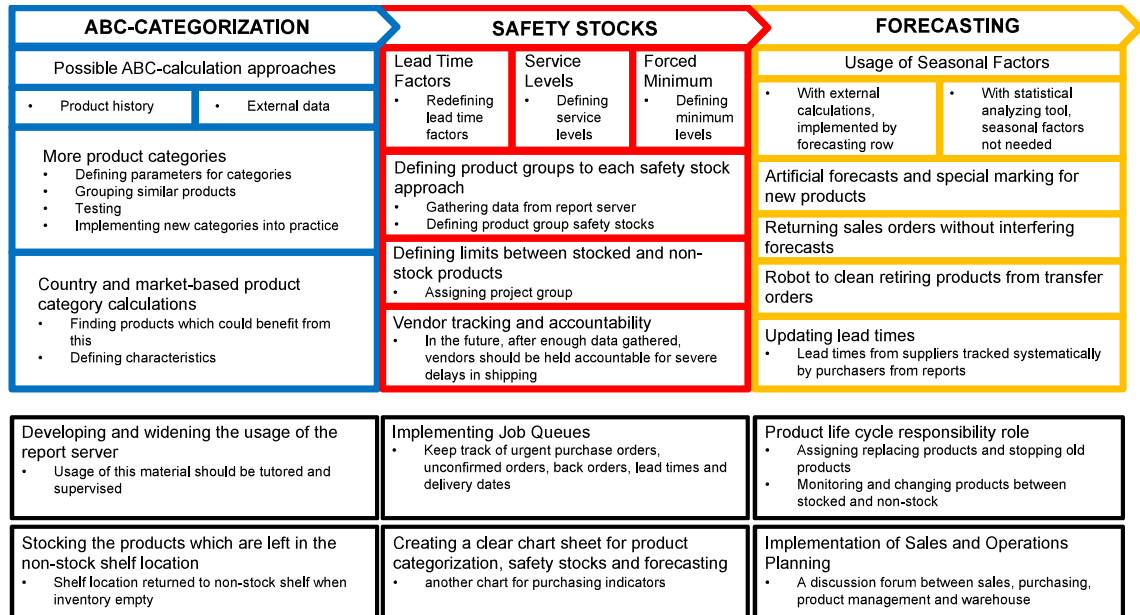 ABC-CATEGORIZATION
Possible ABC-calculation approaches
• Product history
• External data
More product categories
• Defining parameters for categories
• Grouping similar products
• Testing
• Implementing new categories into practice
Country and market-based product
category calculations
• Finding products which could benefit from
this
• Defining characteristics
SAFETY STOCKS
Lead Time
Factors
• Redefining
lead time
factors
Service
Levels
• Defining
service
levels
Forced
Minimum
• Defining
minimum
levels
Defining product groups to each safety stock
approach
• Gathering data from report server
• Defining product group safety stocks
Defining limits between stocked and non-
stock products
• Assigning project group
Vendor tracking and accountability
• In the future, after enough data gathered,
vendors should be held accountable for severe
delays in shipping
FORECASTING
Usage of Seasonal Factors
• With external
calculations,
implemented by
forecasting row
• With statistical
analyzing tool,
seasonal factors
not needed
Artificial forecasts and special marking for
new products
Returning sales orders without interfering
forecasts
Robot to clean retiring products from transfer
orders
Updating lead times
• Lead times from suppliers tracked systematically
by purchasers from reports
Developing and widening the usage of the
report server
• Usage of this material should be tutored and
supervised
Implementing Job Queues
• Keep track of urgent purchase orders,
unconfirmed orders, back orders, lead times and
delivery dates
Product life cycle responsibility role
• Assigning replacing products and stopping old
products
• Monitoring and changing products between
stocked and non-stock
Stocking the products which are left in the
non-stock shelf location
• Shelf location returned to non-stock shelf when
inventory empty
Creating a clear chart sheet for product
categorization, safety stocks and forecasting
• another chart for purchasing indicators
Implementation of Sales and Operations
Planning
• A discussion forum between sales, purchasing,
product management and warehouse